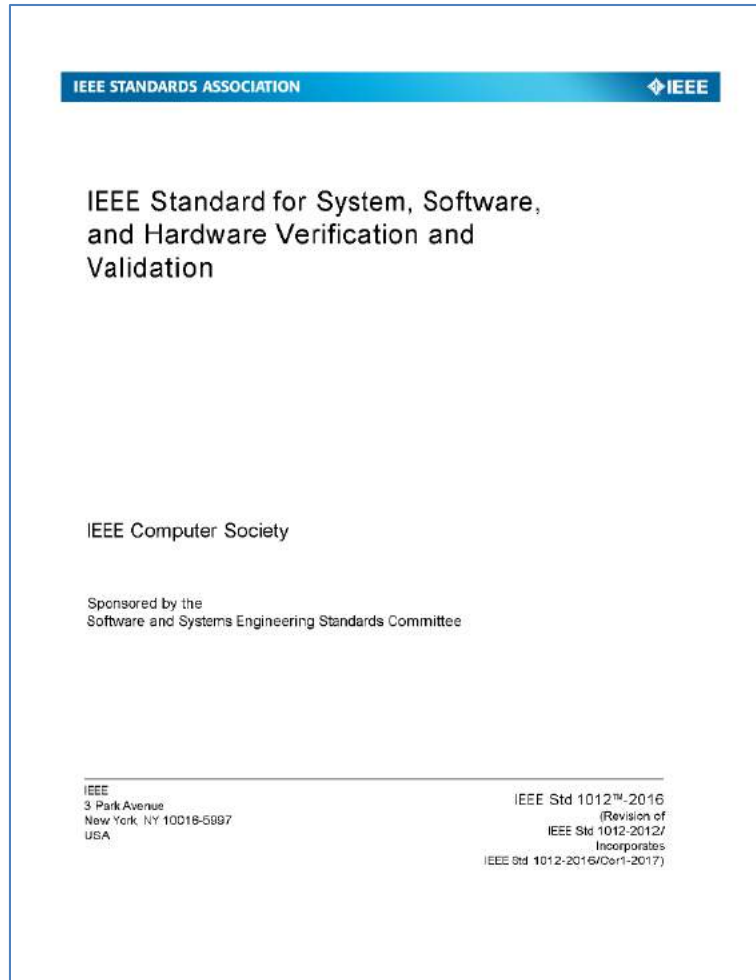 IEEE STANDARDS ASSOCIATION
IEEE
IEEE Standard for System, Software,
and Hardware Verification and
Validation
IEEE Computer Society
Sponsored by the
Software and Systems Engineering Standards Committee
IEEE
3 Park Avenue
New York, NY 10016-5997
USA
IEEE Std 1012™-2016
(Revision of
IEEE Std 1012-2012/
Incorporates
IEEE Std 1012-2016/Cor1-2017)